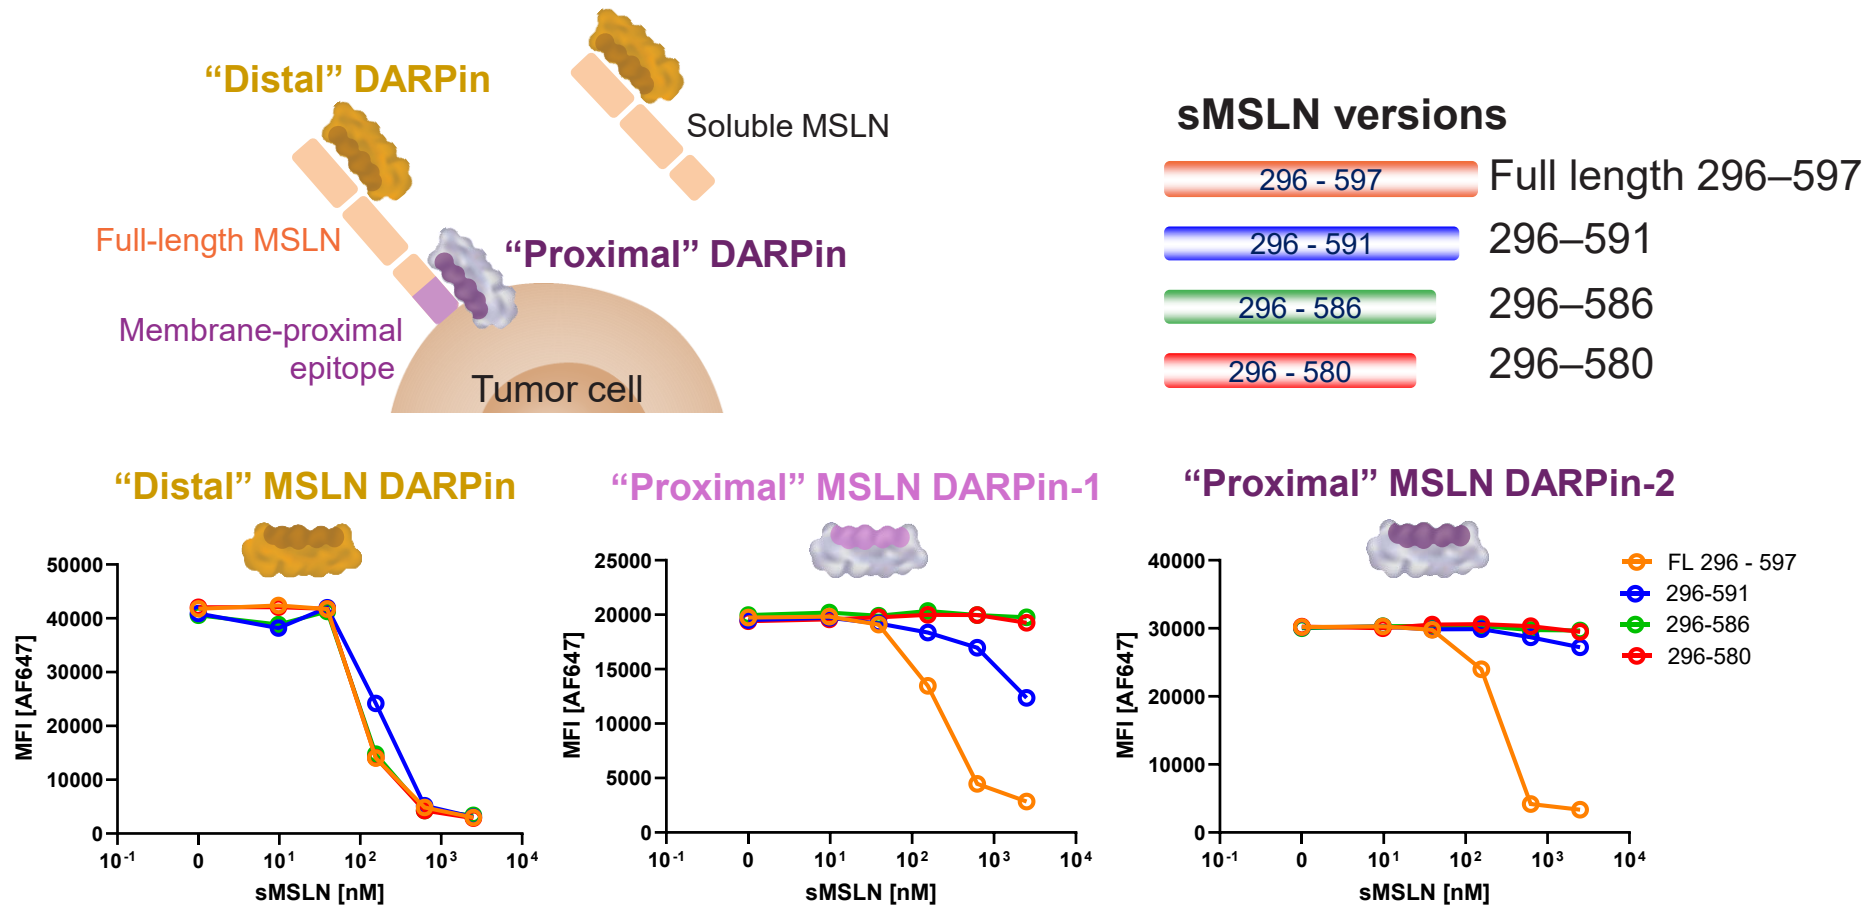 “Distal” DARPin
Soluble MSLN
Full-length MSLN
“Proximal” DARPin
Membrane-proximal
epitope
Tumor cell
sMSLN versions
296 - 597 Full length 296–597
296 - 591 296–591
296 - 586 296–586
296 - 580 296–580
“Distal” MSLN DARPin
50000
40000
30000
20000
10000
0
MFI [AF647]
10-1 0 101 102 103 104
sMSLN [nM]
“Proximal” MSLN DARPin-1
25000
20000
15000
10000
5000
0
MFI [AF647]
10-1 0 101 102 103 104
sMSLN [nM]
“Proximal” MSLN DARPin-2
40000
30000
20000
10000
0
MFI [AF647]
10-1 0 101 102 103 104
sMSLN [nM]
FL 296 - 597
296-591
296-586
296-580